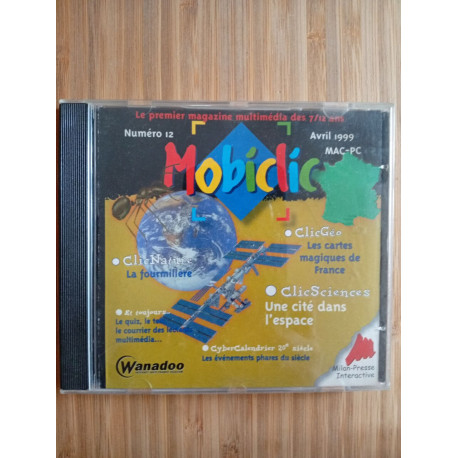 Le premier magazine multimédia des 7/12 ans
Numéro 12
Avril 1999
MAC-PC
Mobiclic
ClicGéo
Les cartes
magiques de
France
ClicNature
La fourmilière
ClicSciences
Une cité dans
l'espace
Et toujours...
Le quiz, le
le courrier des
multimédia...
CyberCalendrier 20e siècle
Les événements phares du siècle
Wanadoo
Milan-Presse
Interactive